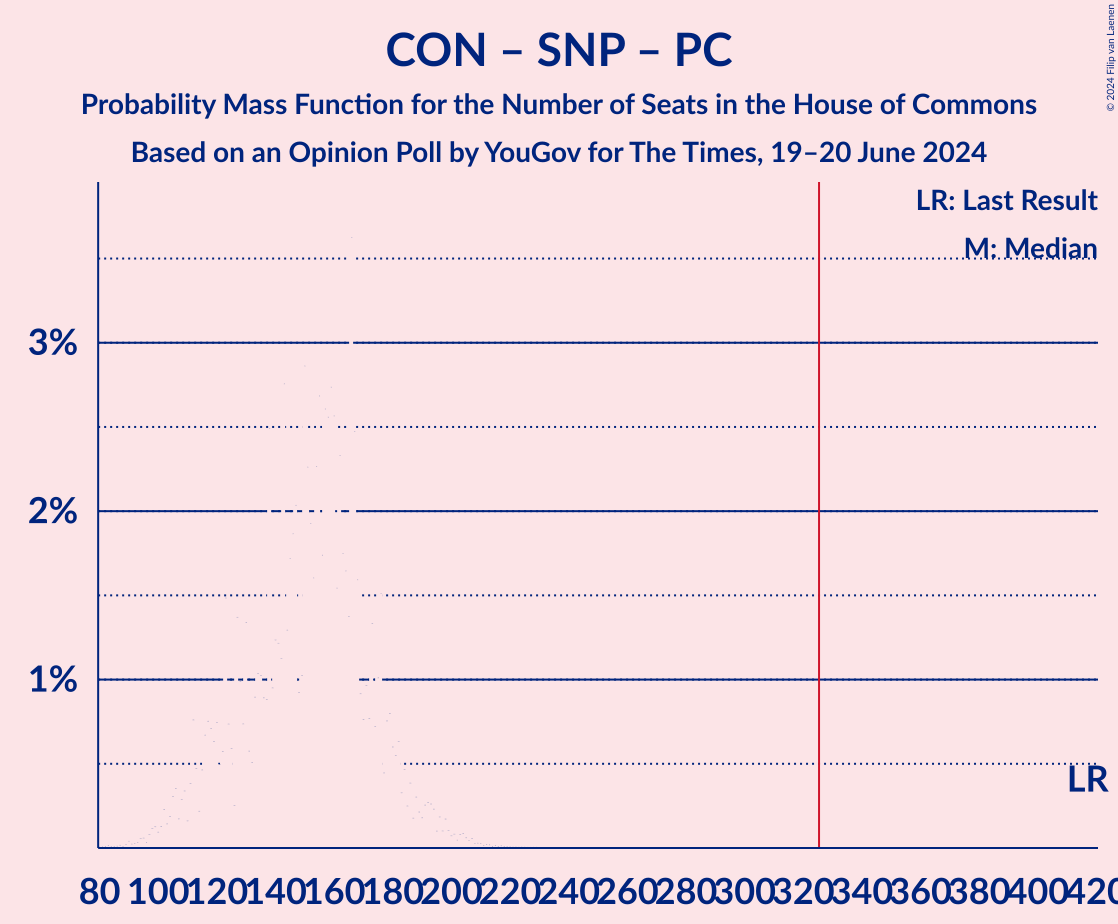 CON – SNP – PC
Probability Mass Function for the Number of Seats in the House of Commons
Based on an Opinion Poll by YouGov for The Times, 19–20 June 2024
© 2024 Filip van Laenen
LR: Last Result
M: Median
3%
2%
1%
LR
80 100 120 140 160 180 200 220 240 260 280 300 320 340 360 380 400 420